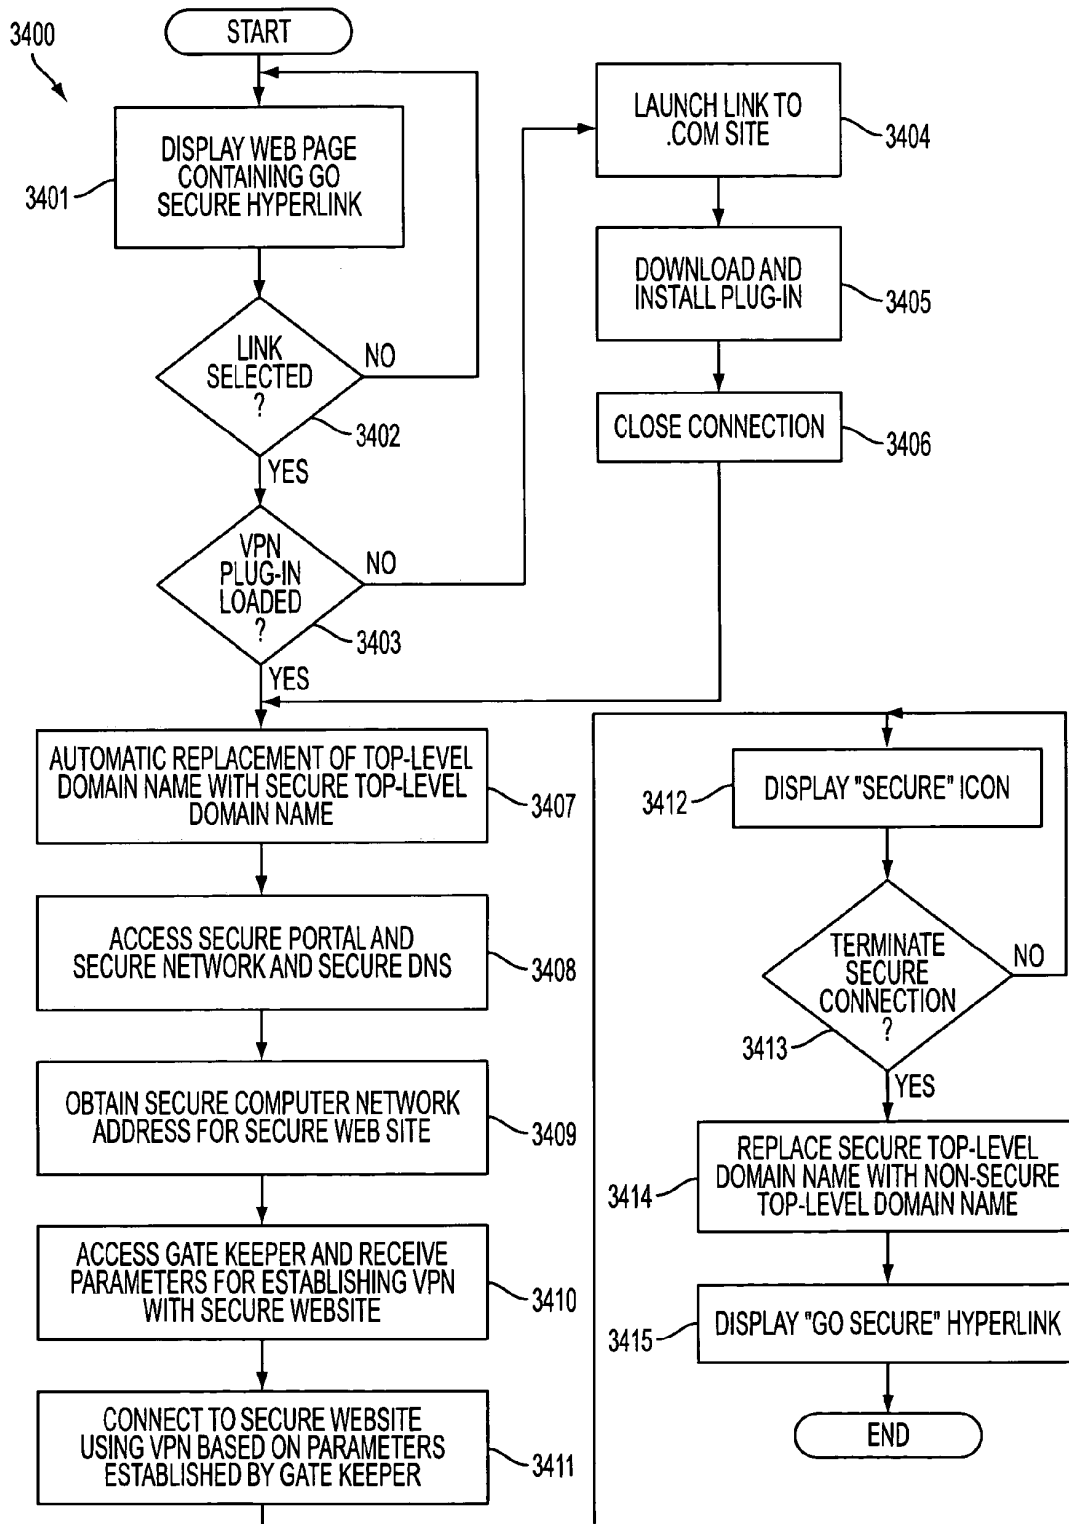 3400
START
DISPLAY WEB PAGE
CONTAINING GO
SECURE HYPERLINK
3401
LINK
SELECTED
?
NO
3402
YES
VPN
PLUG-IN
LOADED
?
NO
3403
YES
LAUNCH LINK TO
.COM SITE
3404
DOWNLOAD AND
INSTALL PLUG-IN
3405
CLOSE CONNECTION
3406
AUTOMATIC REPLACEMENT OF TOP-LEVEL
DOMAIN NAME WITH SECURE TOP-LEVEL
DOMAIN NAME
3407
ACCESS SECURE PORTAL AND
SECURE NETWORK AND SECURE DNS
3408
OBTAIN SECURE COMPUTER NETWORK
ADDRESS FOR SECURE WEB SITE
3409
ACCESS GATE KEEPER AND RECEIVE
PARAMETERS FOR ESTABLISHING VPN
WITH SECURE WEBSITE
3410
CONNECT TO SECURE WEBSITE
USING VPN BASED ON PARAMETERS
ESTABLISHED BY GATE KEEPER
3411
DISPLAY "SECURE" ICON
3412
TERMINATE
SECURE
CONNECTION
?
NO
3413
YES
REPLACE SECURE TOP-LEVEL
DOMAIN NAME WITH NON-SECURE
TOP-LEVEL DOMAIN NAME
3414
DISPLAY "GO SECURE" HYPERLINK
3415
END